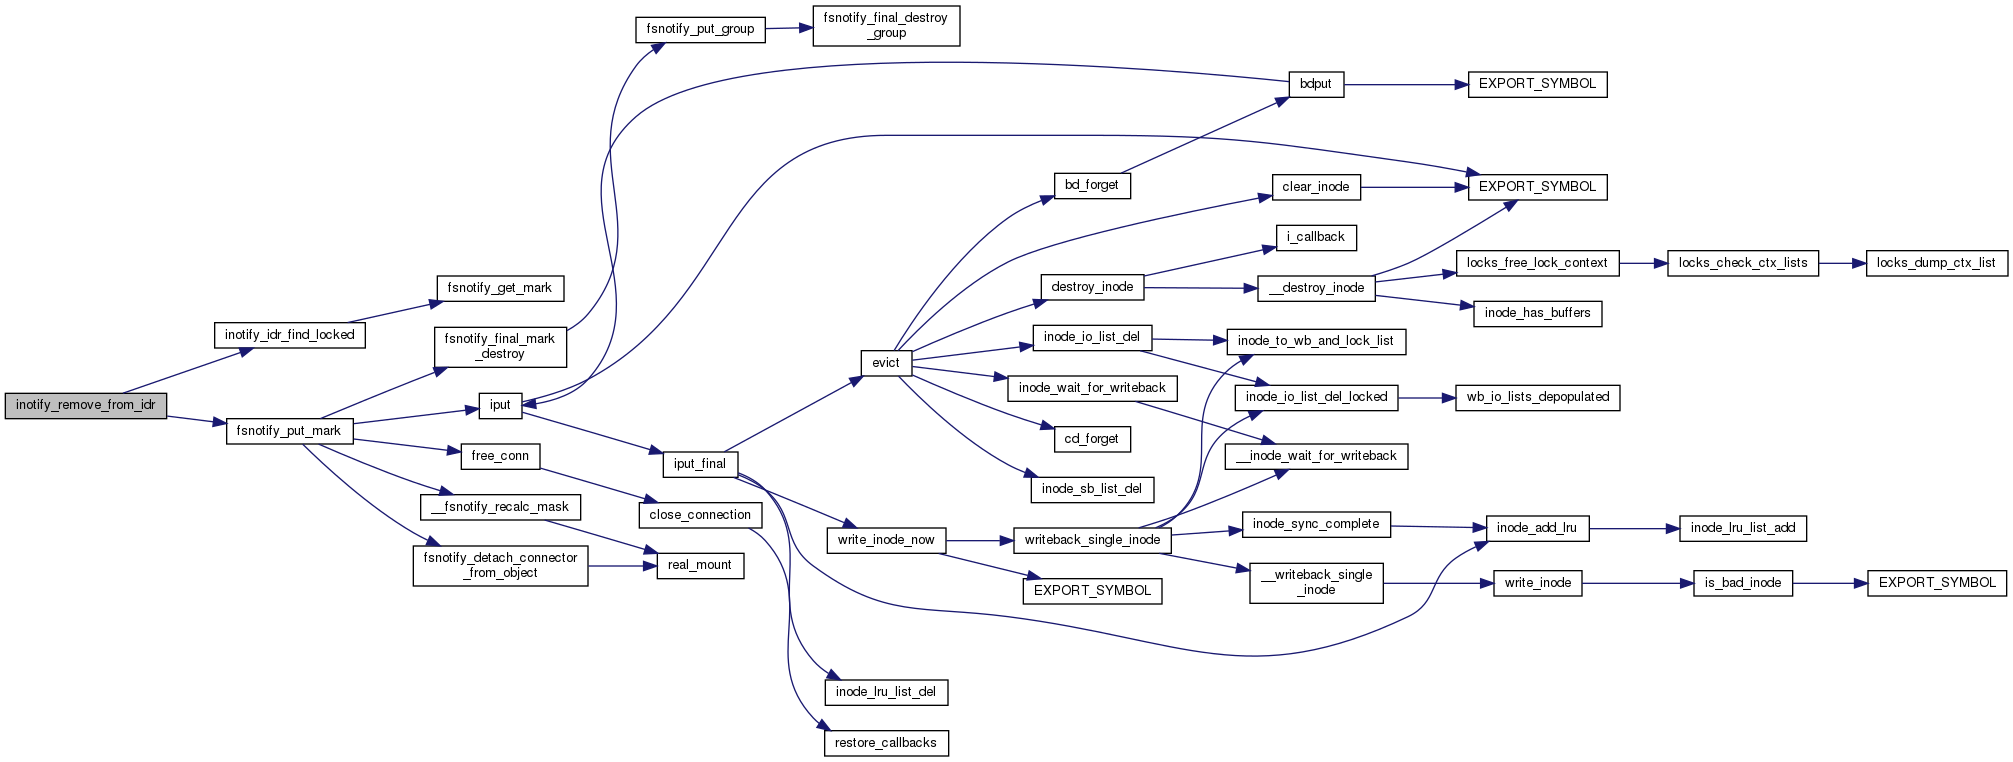 inotify_remove_from_idr
inotify_idr_find_locked
fsnotify_put_mark
fsnotify_get_mark
fsnotify_final_mark
_destroy
iput
free_conn
__fsnotify_recalc_mask
fsnotify_detach_connector
_from_object
fsnotify_put_group
iput_final
close_connection
real_mount
fsnotify_final_destroy
_group
evict
write_inode_now
inode_lru_list_del
restore_callbacks
bd_forget
destroy_inode
inode_io_list_del
inode_wait_for_writeback
cd_forget
inode_sb_list_del
writeback_single_inode
EXPORT_SYMBOL
bdput
clear_inode
i_callback
__destroy_inode
inode_to_wb_and_lock_list
inode_io_list_del_locked
__inode_wait_for_writeback
inode_sync_complete
__writeback_single
_inode
EXPORT_SYMBOL
EXPORT_SYMBOL
locks_free_lock_context
inode_has_buffers
wb_io_lists_depopulated
inode_add_lru
write_inode
locks_check_ctx_lists
inode_lru_list_add
is_bad_inode
locks_dump_ctx_list
EXPORT_SYMBOL